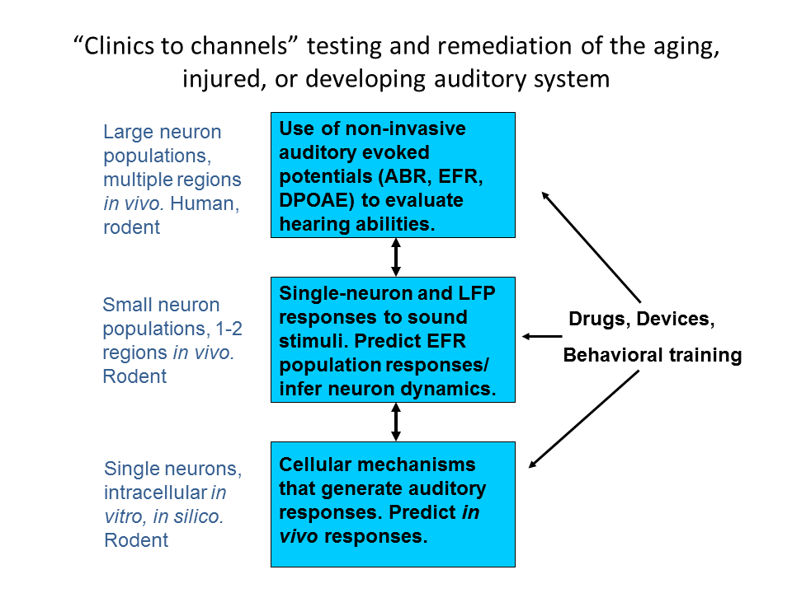 “Clinics to channels” testing and remediation of the aging,
injured, or developing auditory system
Large neuron
populations,
multiple regions
in vivo. Human,
rodent
Use of non-invasive
auditory evoked
potentials (ABR, EFR,
DPOAE) to evaluate
hearing abilities.
Small neuron
populations, 1-2
regions in vivo.
Rodent
Single-neuron and LFP
responses to sound
stimuli. Predict EFR
population responses/
infer neuron dynamics.
Drugs, Devices,
Behavioral training
Single neurons,
intracellular in
vitro, in silico.
Rodent
Cellular mechanisms
that generate auditory
responses. Predict in
vivo responses.